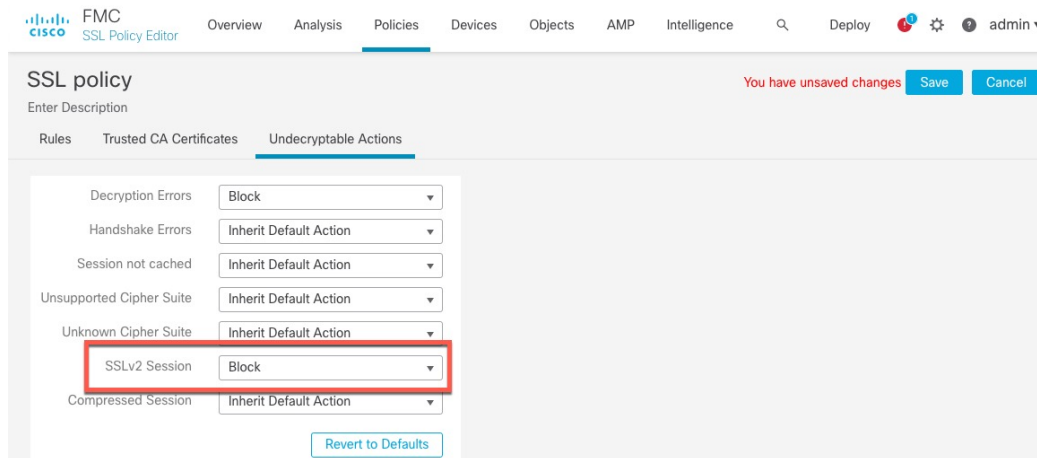 FMC
CISCO SSL Policy Editor Overview Analysis Policies Devices Objects AMP Intelligence Deploy 1 ? admin
SSL policy
You have unsaved changes Save Cancel
Enter Description
Rules Trusted CA Certificates Undecryptable Actions
Decryption Errors Block
Handshake Errors Inherit Default Action
Session not cached Inherit Default Action
Unsupported Cipher Suite Inherit Default Action
Unknown Cipher Suite Inherit Default Action
SSLv2 Session Block
Compressed Session Inherit Default Action
Revert to Defaults